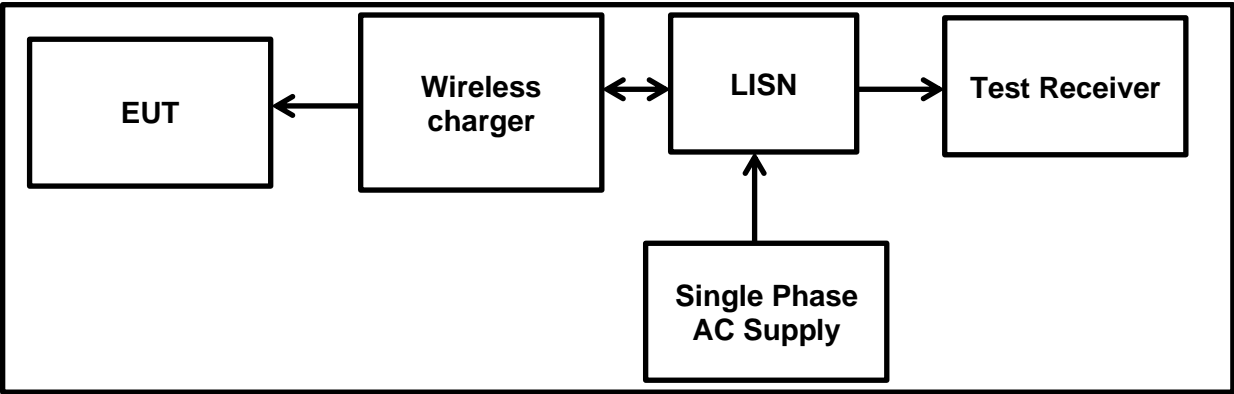 EUT
Wireless
charger
LISN
Test Receiver
Single Phase
AC Supply